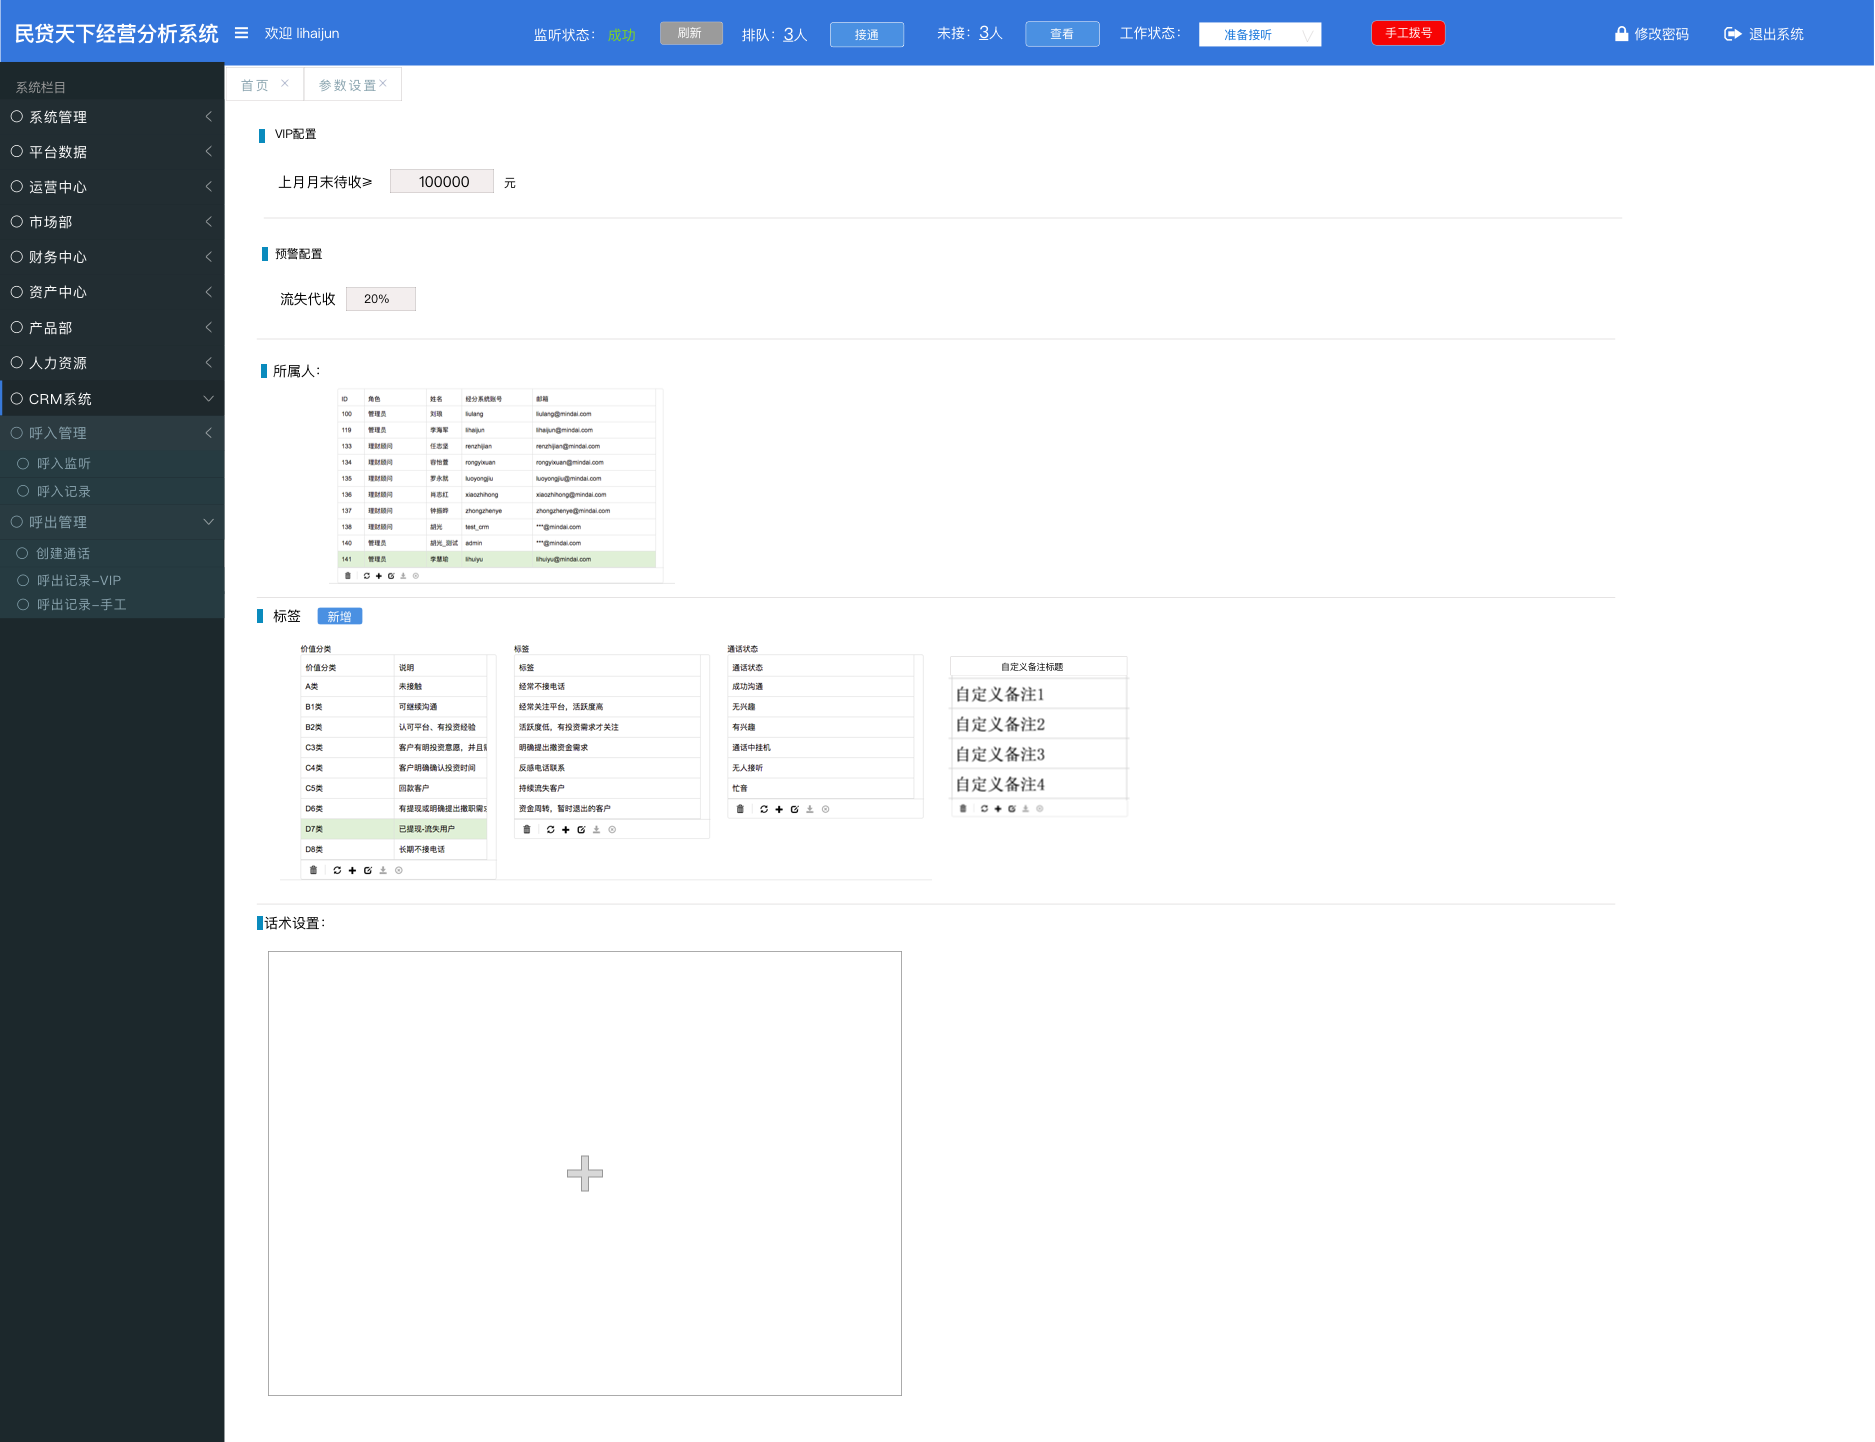 民贷天下经营分析系统 欢迎 lihaijun 监听状态： 成功 刷新 排队：3人 接通 未接：3人 查看 工作状态： 准备接听 手工拨号 修改密码 退出系统
系统栏目
系统管理
平台数据
运营中心
市场部
财务中心
资产中心
产品部
人力资源
CRM系统
呼入管理
呼入监听
呼入记录
呼出管理
创建通话
呼出记录-VIP
呼出记录-手工
首页 × 参数设置×
VIP配置
上月月末待收≥ 100000 元
预警配置
流失代收 20%
所属人：
ID 角色 姓名 经分系统账号 邮箱
100 管理员 刘琅 liulang liulang@mindai.com
119 管理员 李海军 lihaijun lihaijun@mindai.com
133 理财顾问 任志坚 renzhijian renzhijian@mindai.com
134 理财顾问 容怡萱 rongyixuan rongyixuan@mindai.com
135 理财顾问 罗永就 luoyongjiu luoyongjiu@mindai.com
136 理财顾问 肖志红 xiaozhihong xiaozhihong@mindai.com
137 理财顾问 钟振晔 zhongzhenye zhongzhenye@mindai.com
138 理财顾问 胡光 test_crm ***@mindai.com
140 管理员 胡光_测试 admin ***@mindai.com
141 管理员 李慧瑜 lihuiyu lihuiyu@mindai.com
标签 新增
价值分类
价值分类 说明
A类 未接触
B1类 可继续沟通
B2类 认可平台、有投资经验
C3类 客户有明投资意愿，并且
C4类 客户明确确认投资时间
C5类 回款客户
D6类 有提现或明确提出撤职需
D7类 已提现-流失用户
D8类 长期不接电话
标签
标签
经常不接电话
经常关注平台，活跃度高
活跃度低，有投资需求才关注
明确提出撤资金需求
反感电话联系
持续流失客户
资金周转，暂时退出的客户
通话状态
通话状态
成功沟通
无兴趣
有兴趣
通话中挂机
无人接听
忙音
自定义备注标题
自定义备注1
自定义备注2
自定义备注3
自定义备注4
话术设置：